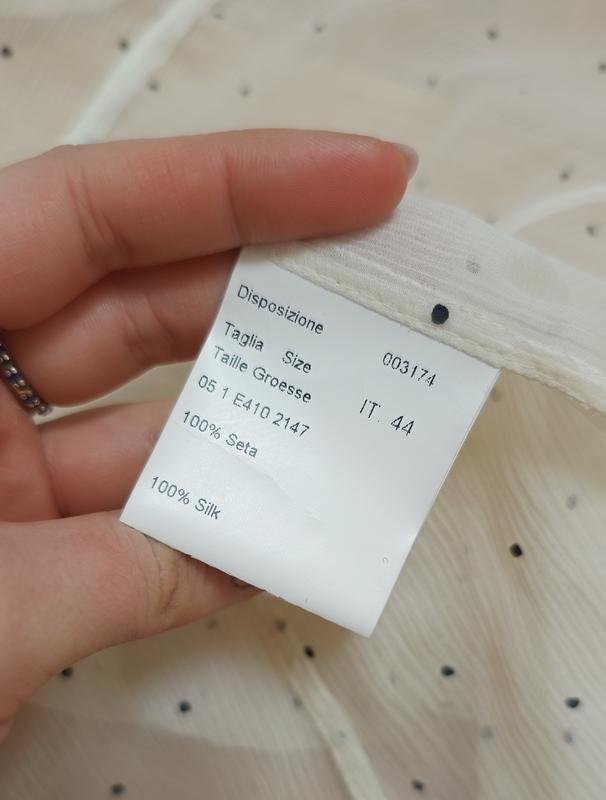 Disposizione 003174
Taglia Size
Taille Groesse IT. 44
05 1 E410 2147
100% Seta
100% Silk